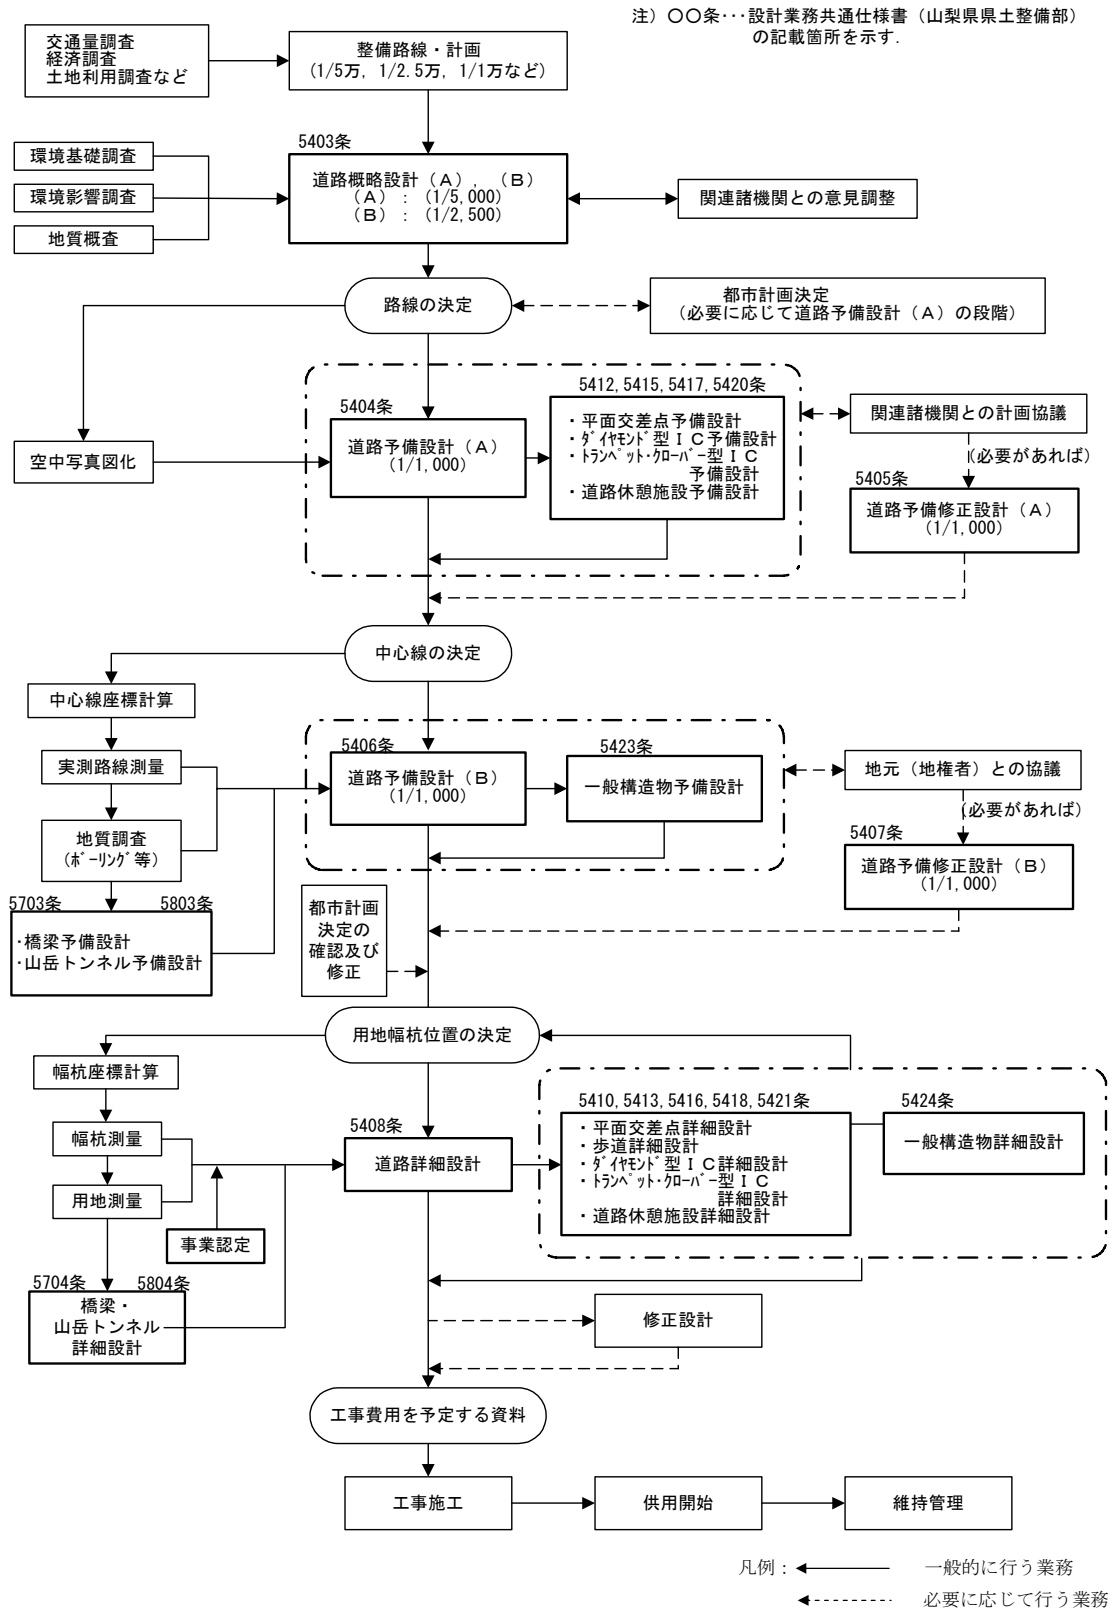 注）〇〇条･･･設計業務共通仕様書（山梨県県土整備部）
の記載箇所を示す.
交通量調査
経済調査
土地利用調査など
整備路線・計画
(1/5万, 1/2.5万, 1/1万など)
5403条
環境基礎調査
環境影響調査
地質概査
道路概略設計（Ａ）, （Ｂ）
（Ａ）： (1/5,000)
（Ｂ）： (1/2,500)
関連諸機関との意見調整
路線の決定
都市計画決定
(必要に応じて道路予備設計（Ａ）の段階)
5412,5415,5417,5420条
5404条
道路予備設計（Ａ）
(1/1,000)
・平面交差点予備設計
・ﾀﾞｲﾔﾓﾝﾄﾞ型ＩＣ予備設計
・ﾄﾗﾝﾍﾟｯﾄ･ｸﾛｰﾊﾞｰ型ＩＣ
予備設計
・道路休憩施設予備設計
関連諸機関との計画協議
(必要があれば)
空中写真図化
5405条
道路予備修正設計（Ａ）
(1/1,000)
中心線の決定
中心線座標計算
実測路線測量
地質調査
(ﾎﾞｰﾘﾝｸﾞ等)
5406条
道路予備設計（Ｂ）
(1/1,000)
5423条
一般構造物予備設計
地元（地権者）との協議
(必要があれば)
5407条
道路予備修正設計（Ｂ）
(1/1,000)
5703条
5803条
・橋梁予備設計
・山岳トンネル予備設計
都市計画
決定の
確認及び
修正
用地幅杭位置の決定
幅杭座標計算
幅杭測量
用地測量
事業認定
5408条
道路詳細設計
5410,5413,5416,5418,5421条
・平面交差点詳細設計
・歩道詳細設計
・ﾀﾞｲﾔﾓﾝﾄﾞ型ＩＣ詳細設計
・ﾄﾗﾝﾍﾟｯﾄ･ｸﾛｰﾊﾞｰ型ＩＣ
詳細設計
・道路休憩施設詳細設計
5424条
一般構造物詳細設計
5704条
5804条
橋梁・
山岳トンネル
詳細設計
修正設計
工事費用を予定する資料
工事施工
供用開始
維持管理
凡例：
一般的に行う業務
必要に応じて行う業務